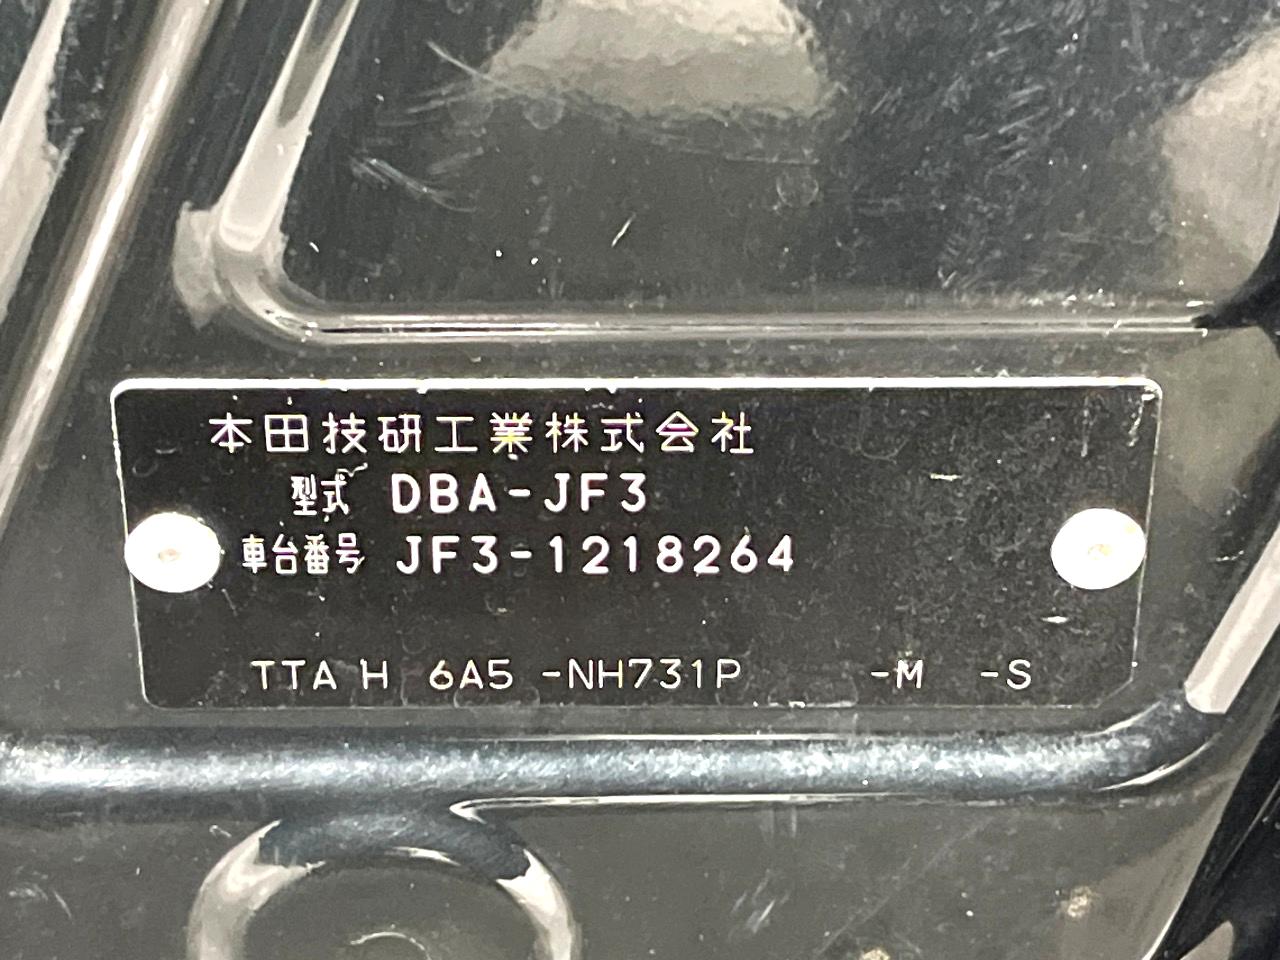 本田技研工業株式会社
型式 DBA-JF3
車台番号 JF3-1218264
TTA H 6A5 -NH731P -M -S